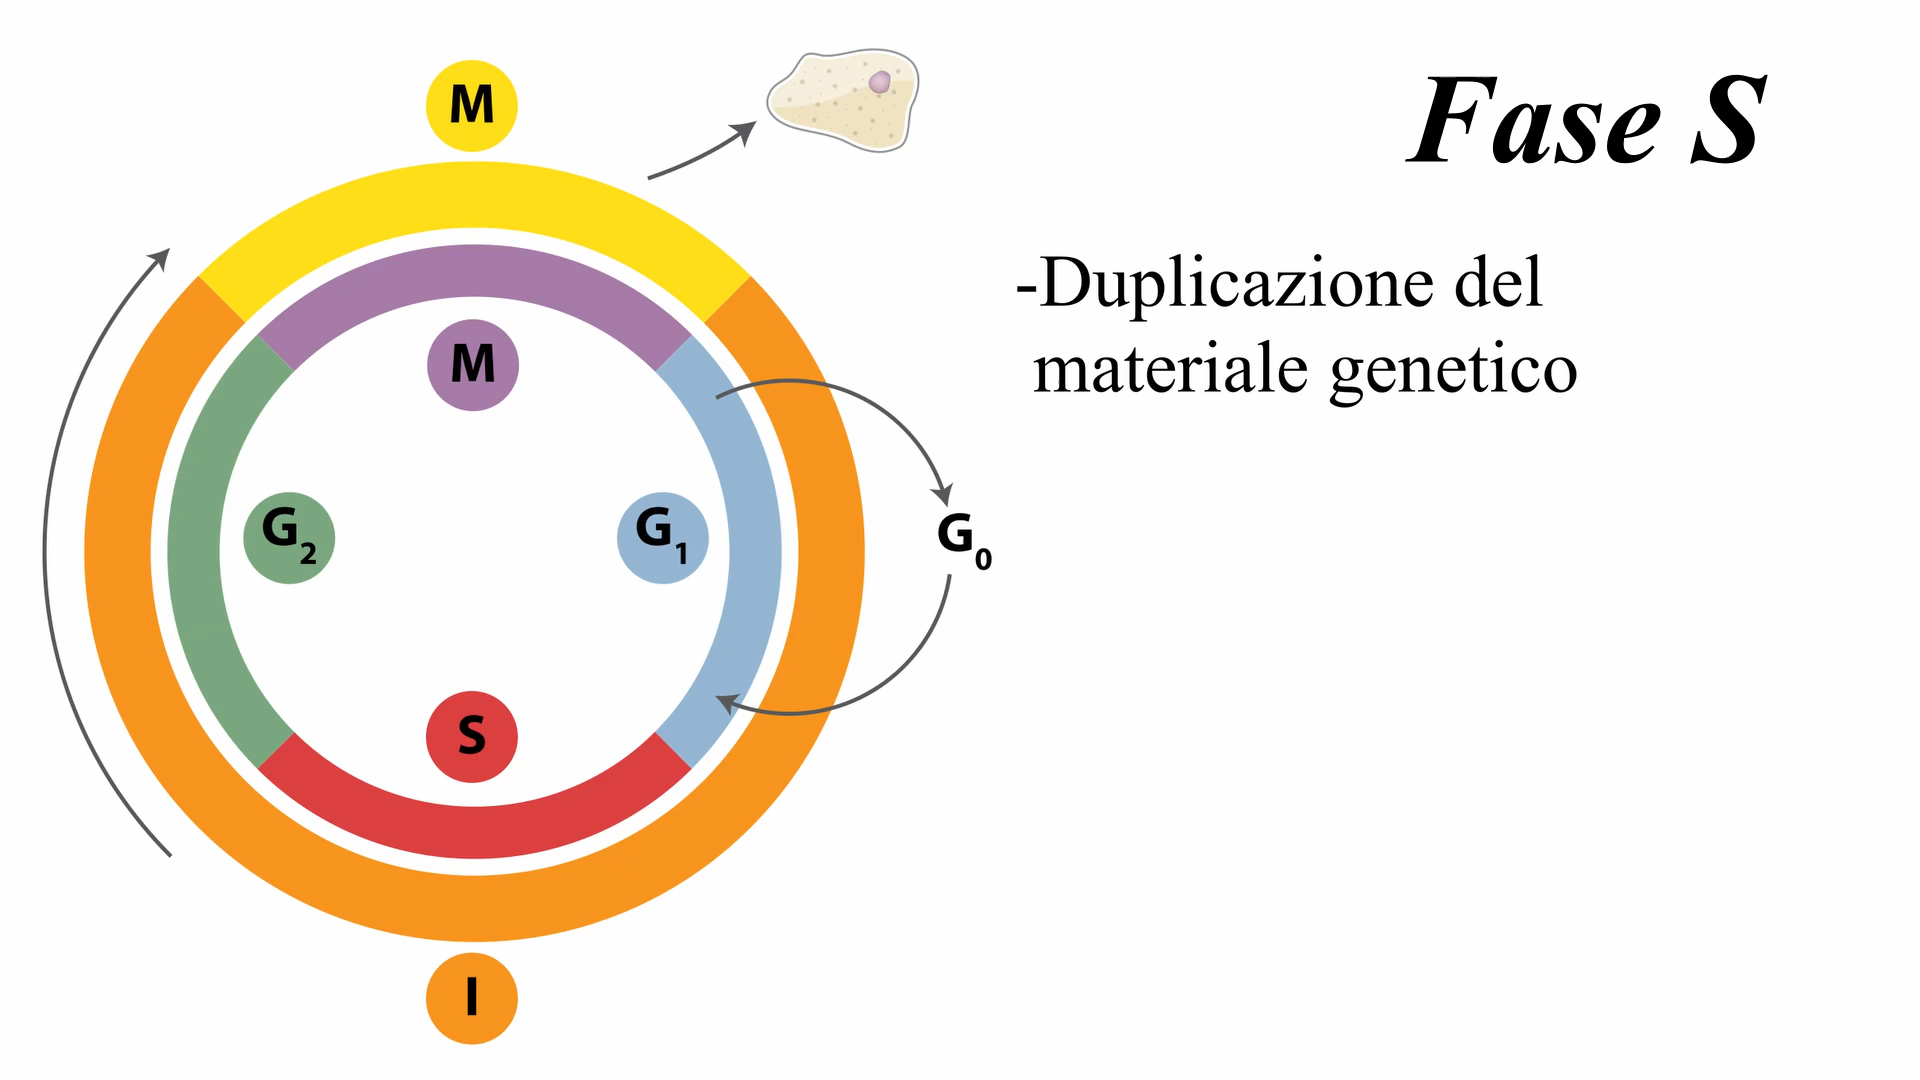 M
Fase S
-Duplicazione del
materiale genetico
M
G2
G1
G0
S
I